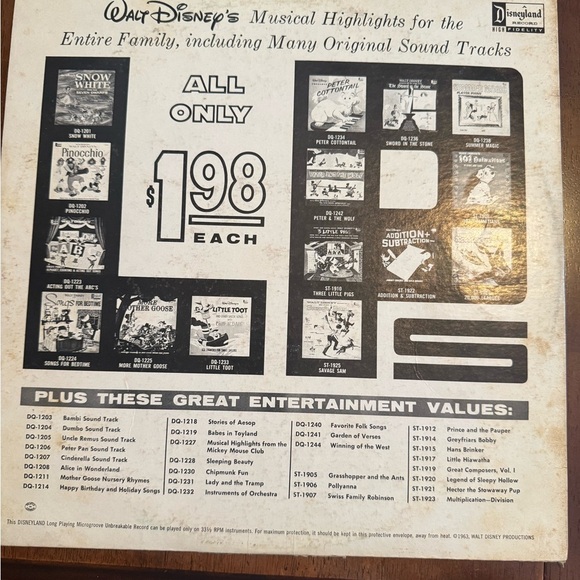 WALT DISNEY'S Musical Highlights for the
Entire Family, including Many Original Sound Tracks
Disneyland
RECORD
HIGH FIDELITY
ALL
ONLY
$1.98
EACH
SNOW
WHITE
DQ-1201
SNOW WHITE
Pinocchio
DQ-1202
PINOCCHIO
DQ-1223
ACTING OUT THE ABC'S
DQ-1224
SONGS FOR BEDTIME
MOTHER GOOSE
DQ-1225
MORE MOTHER GOOSE
LITTLE TOOT
DQ-1233
LITTLE TOOT
PETER
COTTONTAIL
DQ-1234
PETER COTTONTAIL
DQ-1236
SWORD IN THE STONE
SUMMER MAGIC
DQ-1242
PETER & THE WOLF
101 Dalmatians
ST-1910
THREE LITTLE PIGS
ADDITION+
SUBTRACTION-
ADDITION & SUBTRACTION
ST-1925
SAVAGE SAM
PLUS THESE GREAT ENTERTAINMENT VALUES:
DQ-1203 Bambi Sound Track
DQ-1204 Dumbo Sound Track
DQ-1205 Uncle Remus Sound Track
DQ-1206 Peter Pan Sound Track
DQ-1207 Cinderella Sound Track
DQ-1208 Alice in Wonderland
DQ-1211 Mother Goose Nursery Rhymes
DQ-1214 Happy Birthday and Holiday Songs
DQ-1218 Stories of Aesop
DQ-1219 Babes in Toyland
DQ-1227 Musical Highlights from the
Mickey Mouse Club
DQ-1228 Sleeping Beauty
DQ-1230 Chipmunk Fun
DQ-1231 Lady and the Tramp
DQ-1232 Instruments of Orchestra
DQ-1240 Favorite Folk Songs
DQ-1241 Garden of Verses
DQ-1244 Winning of the West
ST-1905 Grasshopper and the Ants
ST-1906 Pollyanna
ST-1907 Swiss Family Robinson
ST-1912 Prince and the Pauper
ST-1914 Greyfriars Bobby
ST-1915 Hans Brinker
ST-1917 Little Hiawatha
ST-1919 Great Composers, Vol. I
ST-1920 Legend of Sleepy Hollow
ST-1921 Hector the Stowaway Pup
ST-1923 Multiplication-Division
This DISNEYLAND Long Playing Microgroove Unbreakable Record can be played only on 33⅓ RPM instruments. For maximum protection, it should be kept in this protective envelope, away from heat. ©1963, WALT DISNEY PRODUCTIONS.